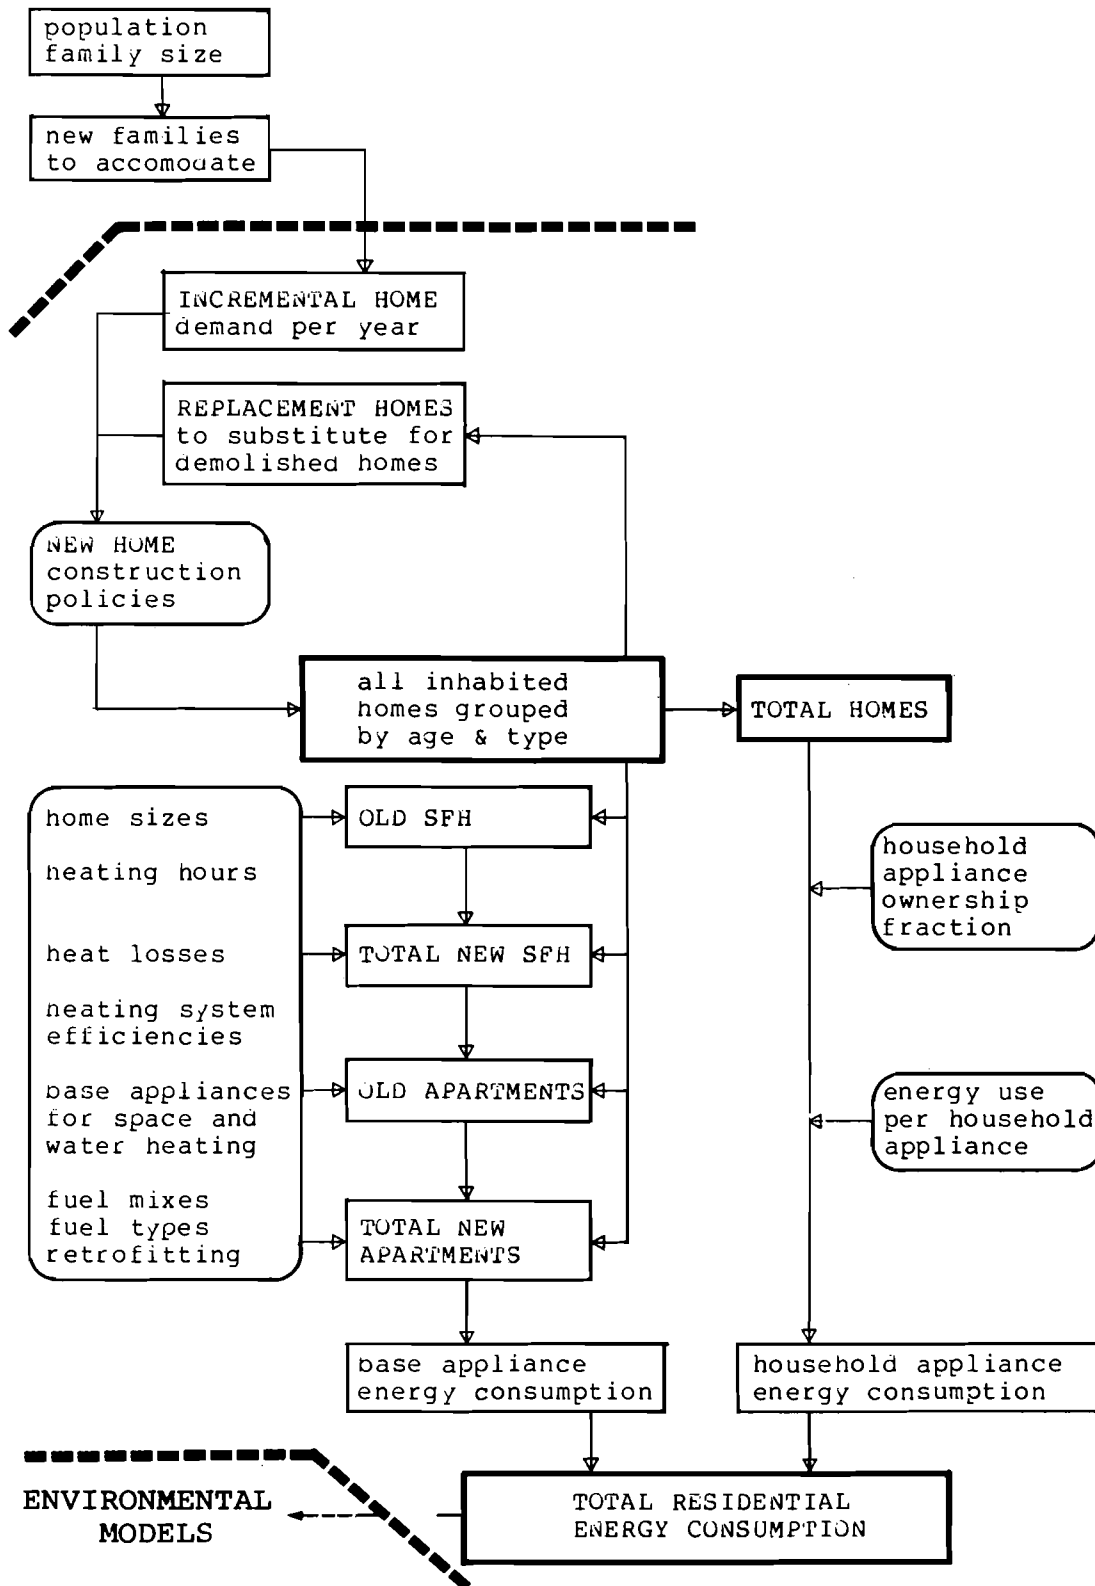 population
family size
new families
to accomodate
INCREMENTAL HOME
demand per year
REPLACEMENT HOMES
to substitute for
demolished homes
NEW HOME
construction
policies
all inhabited
homes grouped
by age & type
TOTAL HOMES
home sizes
heating hours
heat losses
heating system
efficiencies
base appliances
for space and
water heating
fuel mixes
fuel types
retrofitting
OLD SFH
TOTAL NEW SFH
OLD APARTMENTS
TOTAL NEW
APARTMENTS
household
appliance
ownership
fraction
energy use
per household
appliance
base appliance
energy consumption
household appliance
energy consumption
ENVIRONMENTAL
MODELS
TOTAL RESIDENTIAL
ENERGY CONSUMPTION